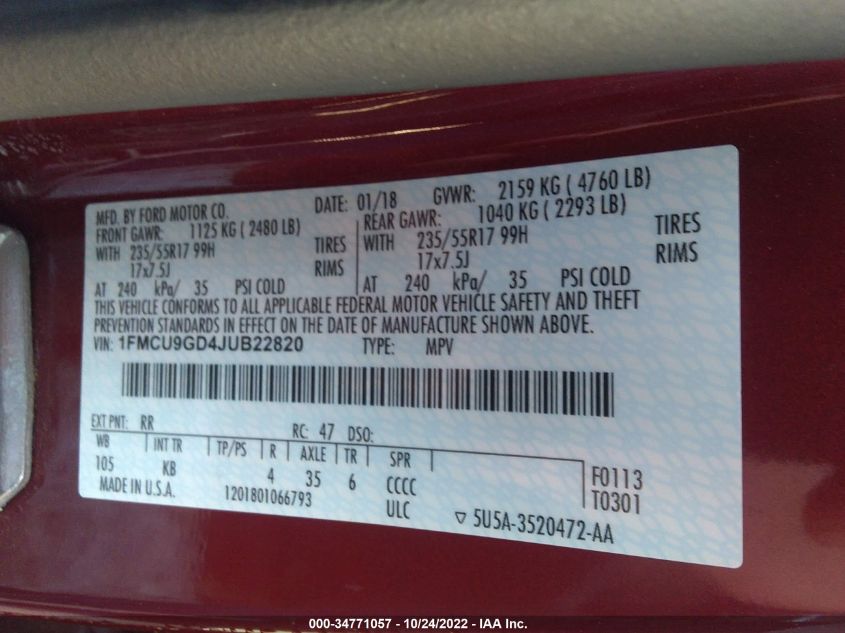 MFD. BY FORD MOTOR CO. DATE: 01/18 GVWR: 2159 KG ( 4760 LB)
FRONT GAWR: 1125 KG ( 2480 LB) REAR GAWR: 1040 KG ( 2293 LB)
WITH 235/55R17 99H TIRES WITH 235/55R17 99H TIRES
17x7.5J RIMS 17x7.5J RIMS
AT 240 kPa/ 35 PSI COLD AT 240 kPa/ 35 PSI COLD
THIS VEHICLE CONFORMS TO ALL APPLICABLE FEDERAL MOTOR VEHICLE SAFETY AND THEFT
PREVENTION STANDARDS IN EFFECT ON THE DATE OF MANUFACTURE SHOWN ABOVE.
VIN: 1FMCU9GD4JUB22820 TYPE: MPV
EXT PNT: RR RC: 47 DSO:
WB INT TR TP/PS R AXLE TR SPR
105 KB 4 35 6 CCCC F0113
MADE IN U.S.A. 1201801066793 ULC T0301
▽ 5U5A-3520472-AA
000-34771057 - 10/24/2022 - IAA Inc.